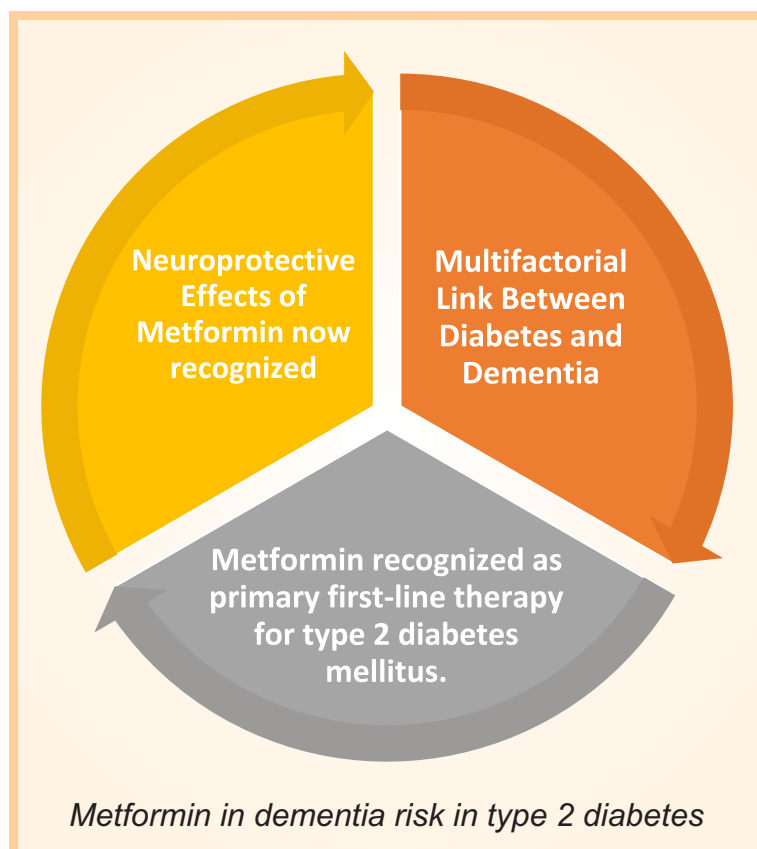 Neuroprotective
Effects of
Metformin now
recognized
Multifactorial
Link Between
Diabetes and
Dementia
Metformin recognized as
primary first-line therapy
for type 2 diabetes
mellitus.
Metformin in dementia risk in type 2 diabetes